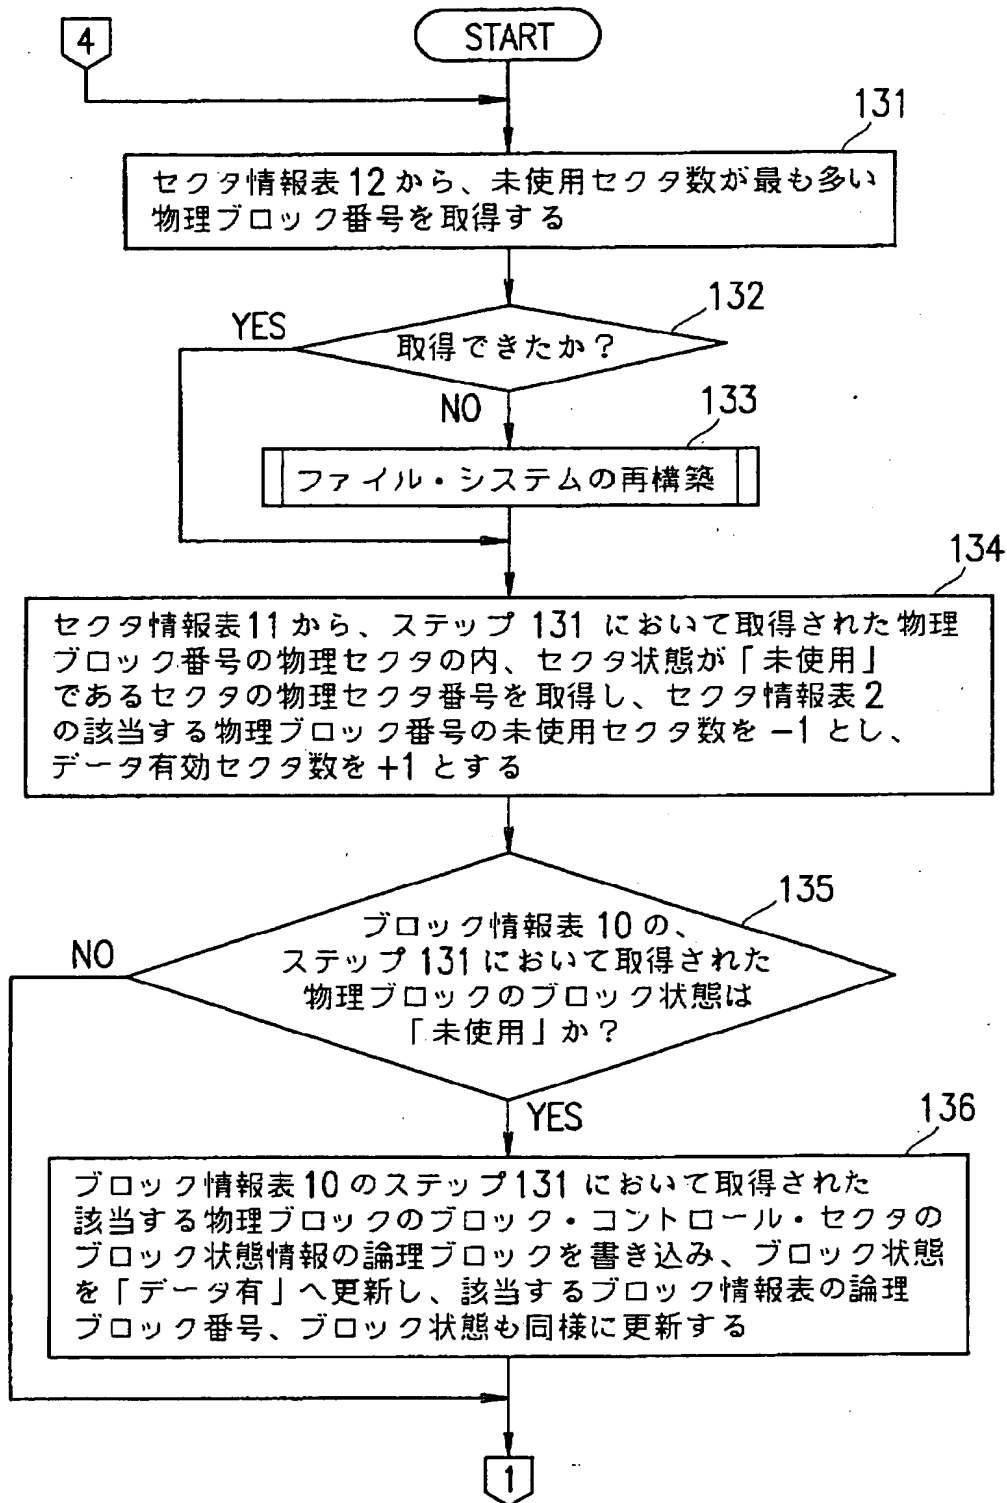 4
START
131
セクタ情報表12から、未使用セクタ数が最も多い
物理ブロック番号を取得する
132
YES
取得できたか?
NO
133
ファイル・システムの再構築
134
セクタ情報表11から、ステップ131において取得された物理
ブロック番号の物理セクタの内、セクタ状態が「未使用」
であるセクタの物理セクタ番号を取得し、セクタ情報表2
の該当する物理ブロック番号の未使用セクタ数を-1とし、
データ有効セクタ数を+1とする
135
NO
ブロック情報表10の、
ステップ131において取得された
物理ブロックのブロック状態は
「未使用」か?
YES
136
ブロック情報表10のステップ131において取得された
該当する物理ブロックのブロック・コントロール・セクタの
ブロック状態情報の論理ブロックを書き込み、ブロック状態
を「データ有」へ更新し、該当するブロック情報表の論理
ブロック番号、ブロック状態も同様に更新する
1